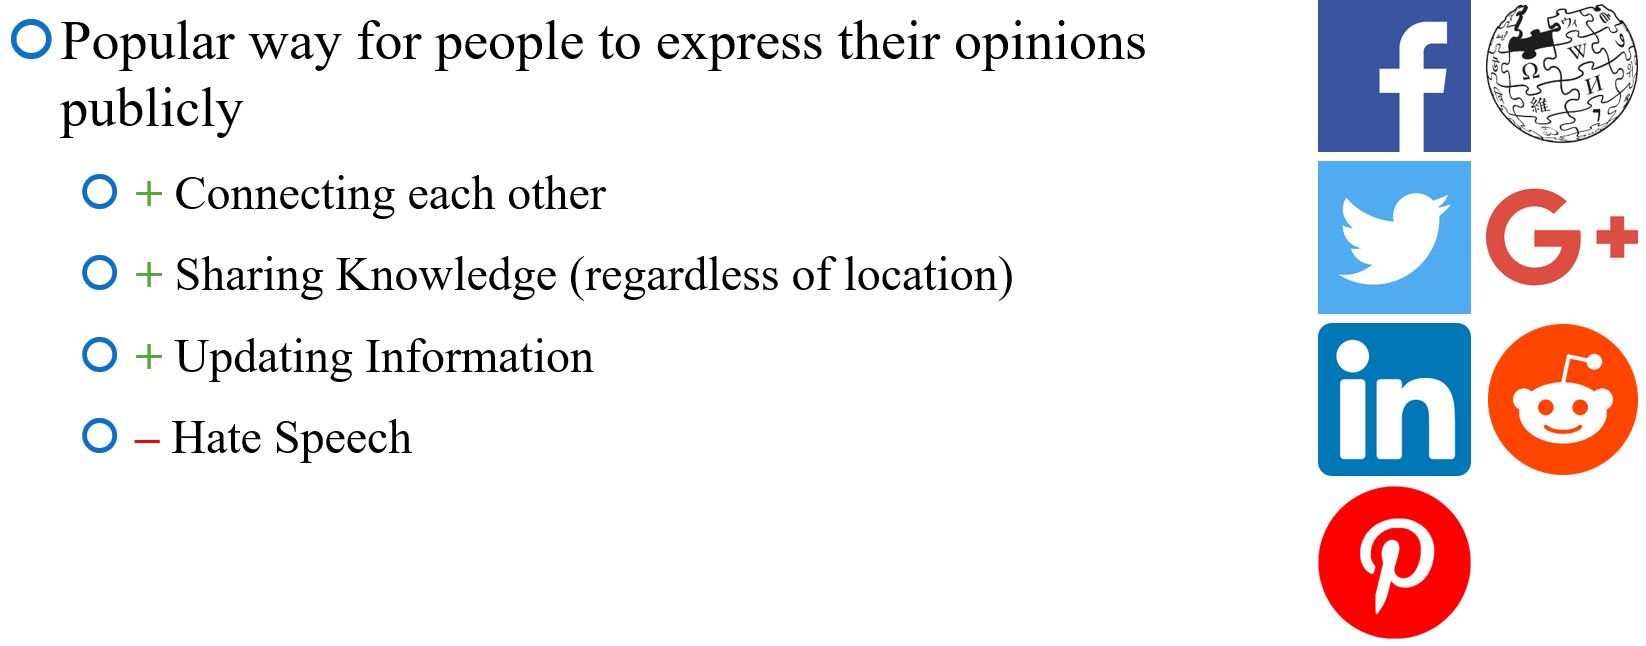 Popular way for people to express their opinions
publicly
+ Connecting each other
+ Sharing Knowledge (regardless of location)
+ Updating Information
– Hate Speech
f
Ω W И
維
G+
in